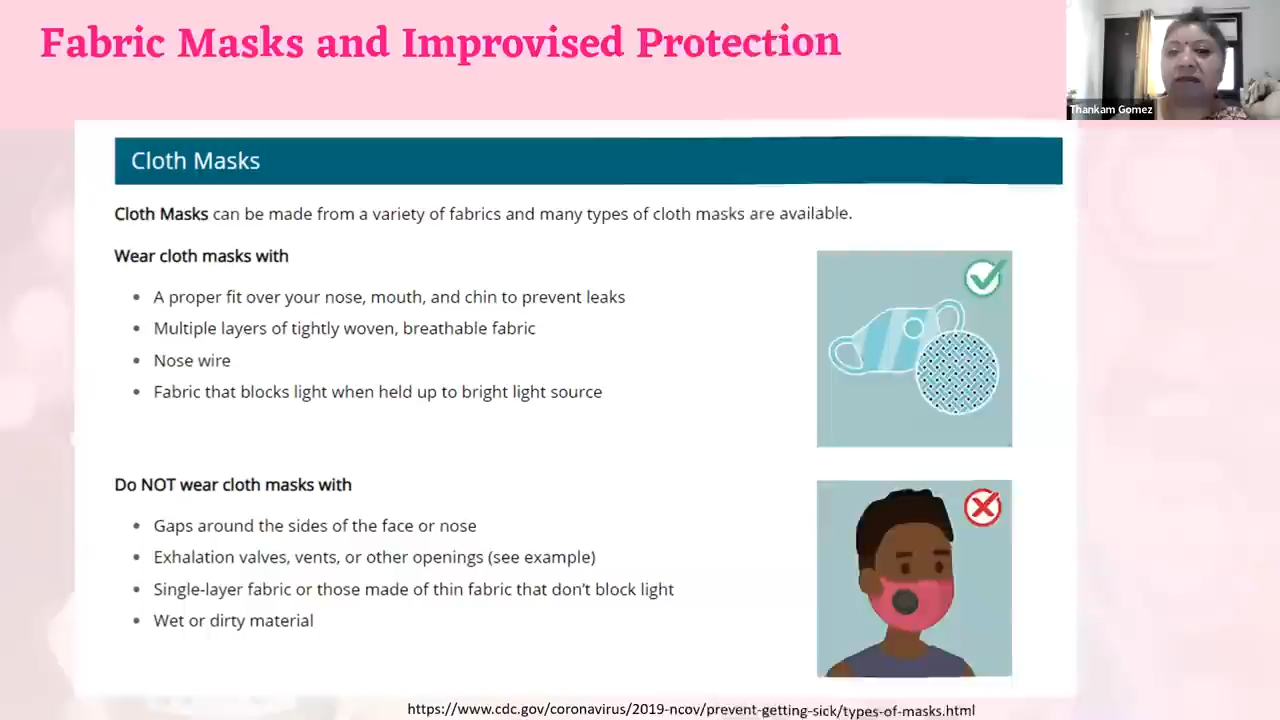 Fabric Masks and Improvised Protection
Thankam Gomez
Cloth Masks
Cloth Masks can be made from a variety of fabrics and many types of cloth masks are available.
Wear cloth masks with
• A proper fit over your nose, mouth, and chin to prevent leaks
• Multiple layers of tightly woven, breathable fabric
• Nose wire
• Fabric that blocks light when held up to bright light source
Do NOT wear cloth masks with
• Gaps around the sides of the face or nose
• Exhalation valves, vents, or other openings (see example)
• Single-layer fabric or those made of thin fabric that don't block light
• Wet or dirty material
https://www.cdc.gov/coronavirus/2019-ncov/prevent-getting-sick/types-of-masks.html